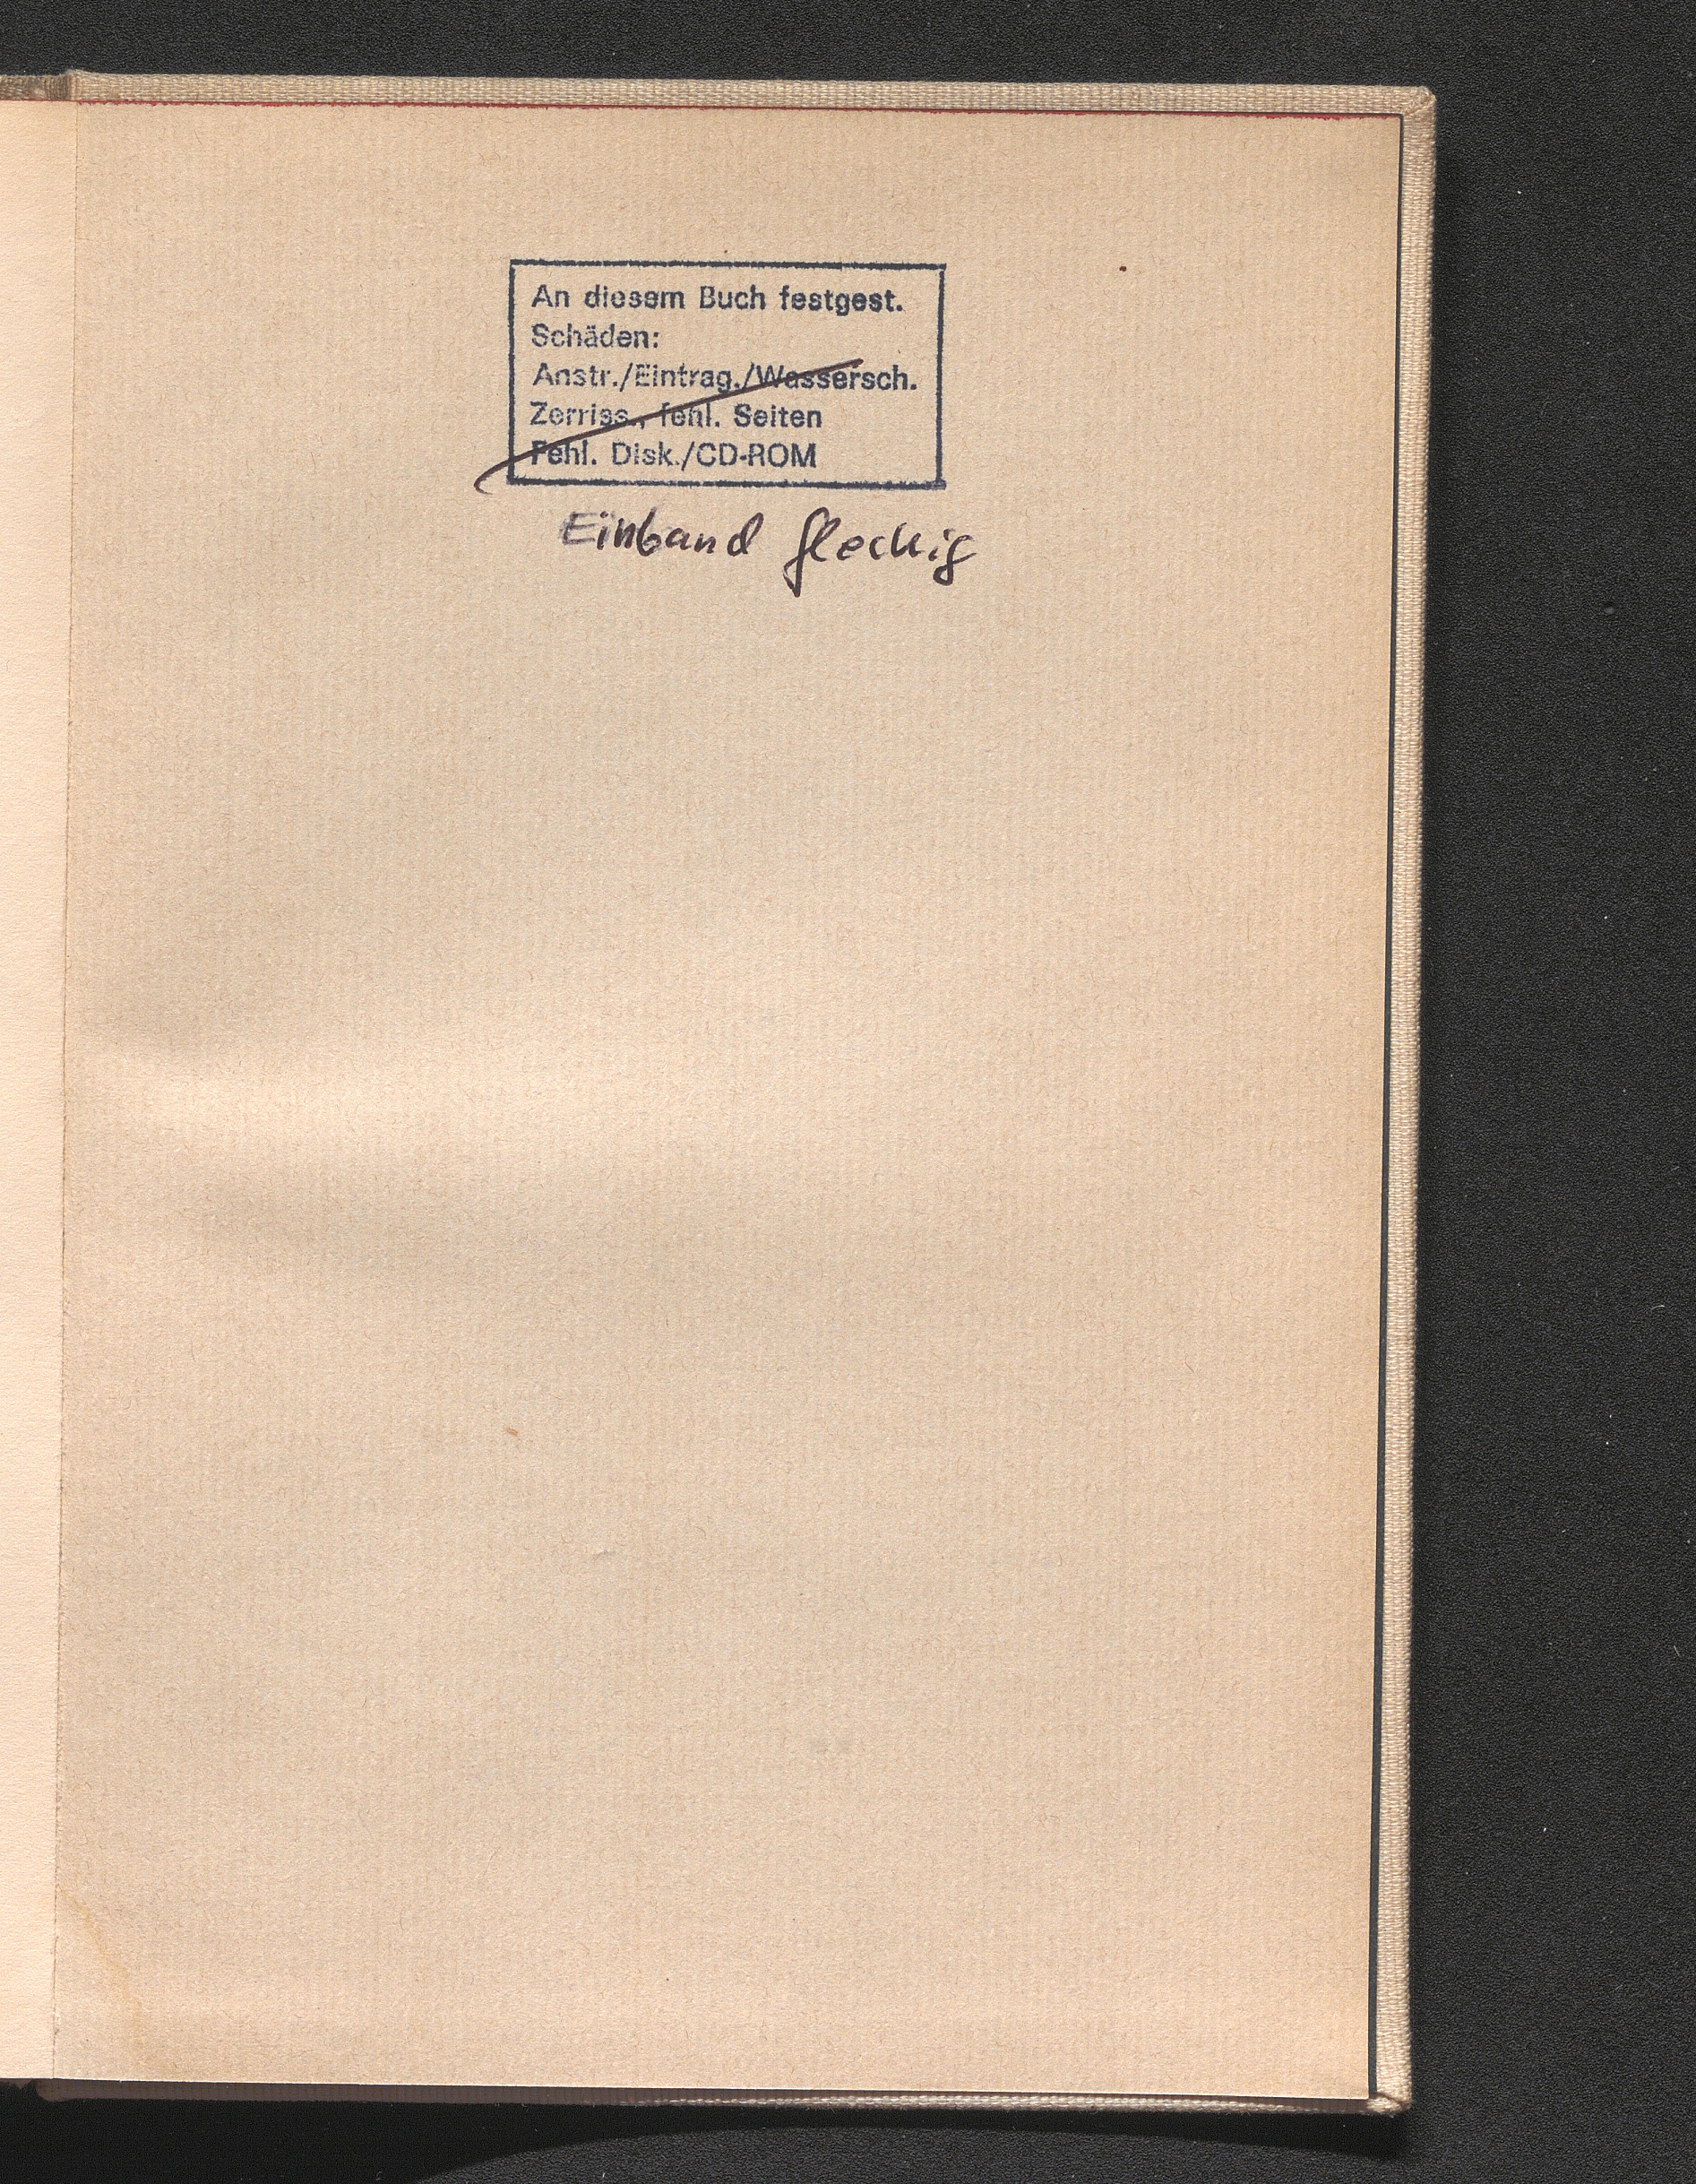 An diesem Buch festgest.
Schäden:
Anstr./Eintrag./Wassersch.
Zerriss., fehl. Seiten
Fehl. Disk./CD-ROM
Einband fleckig